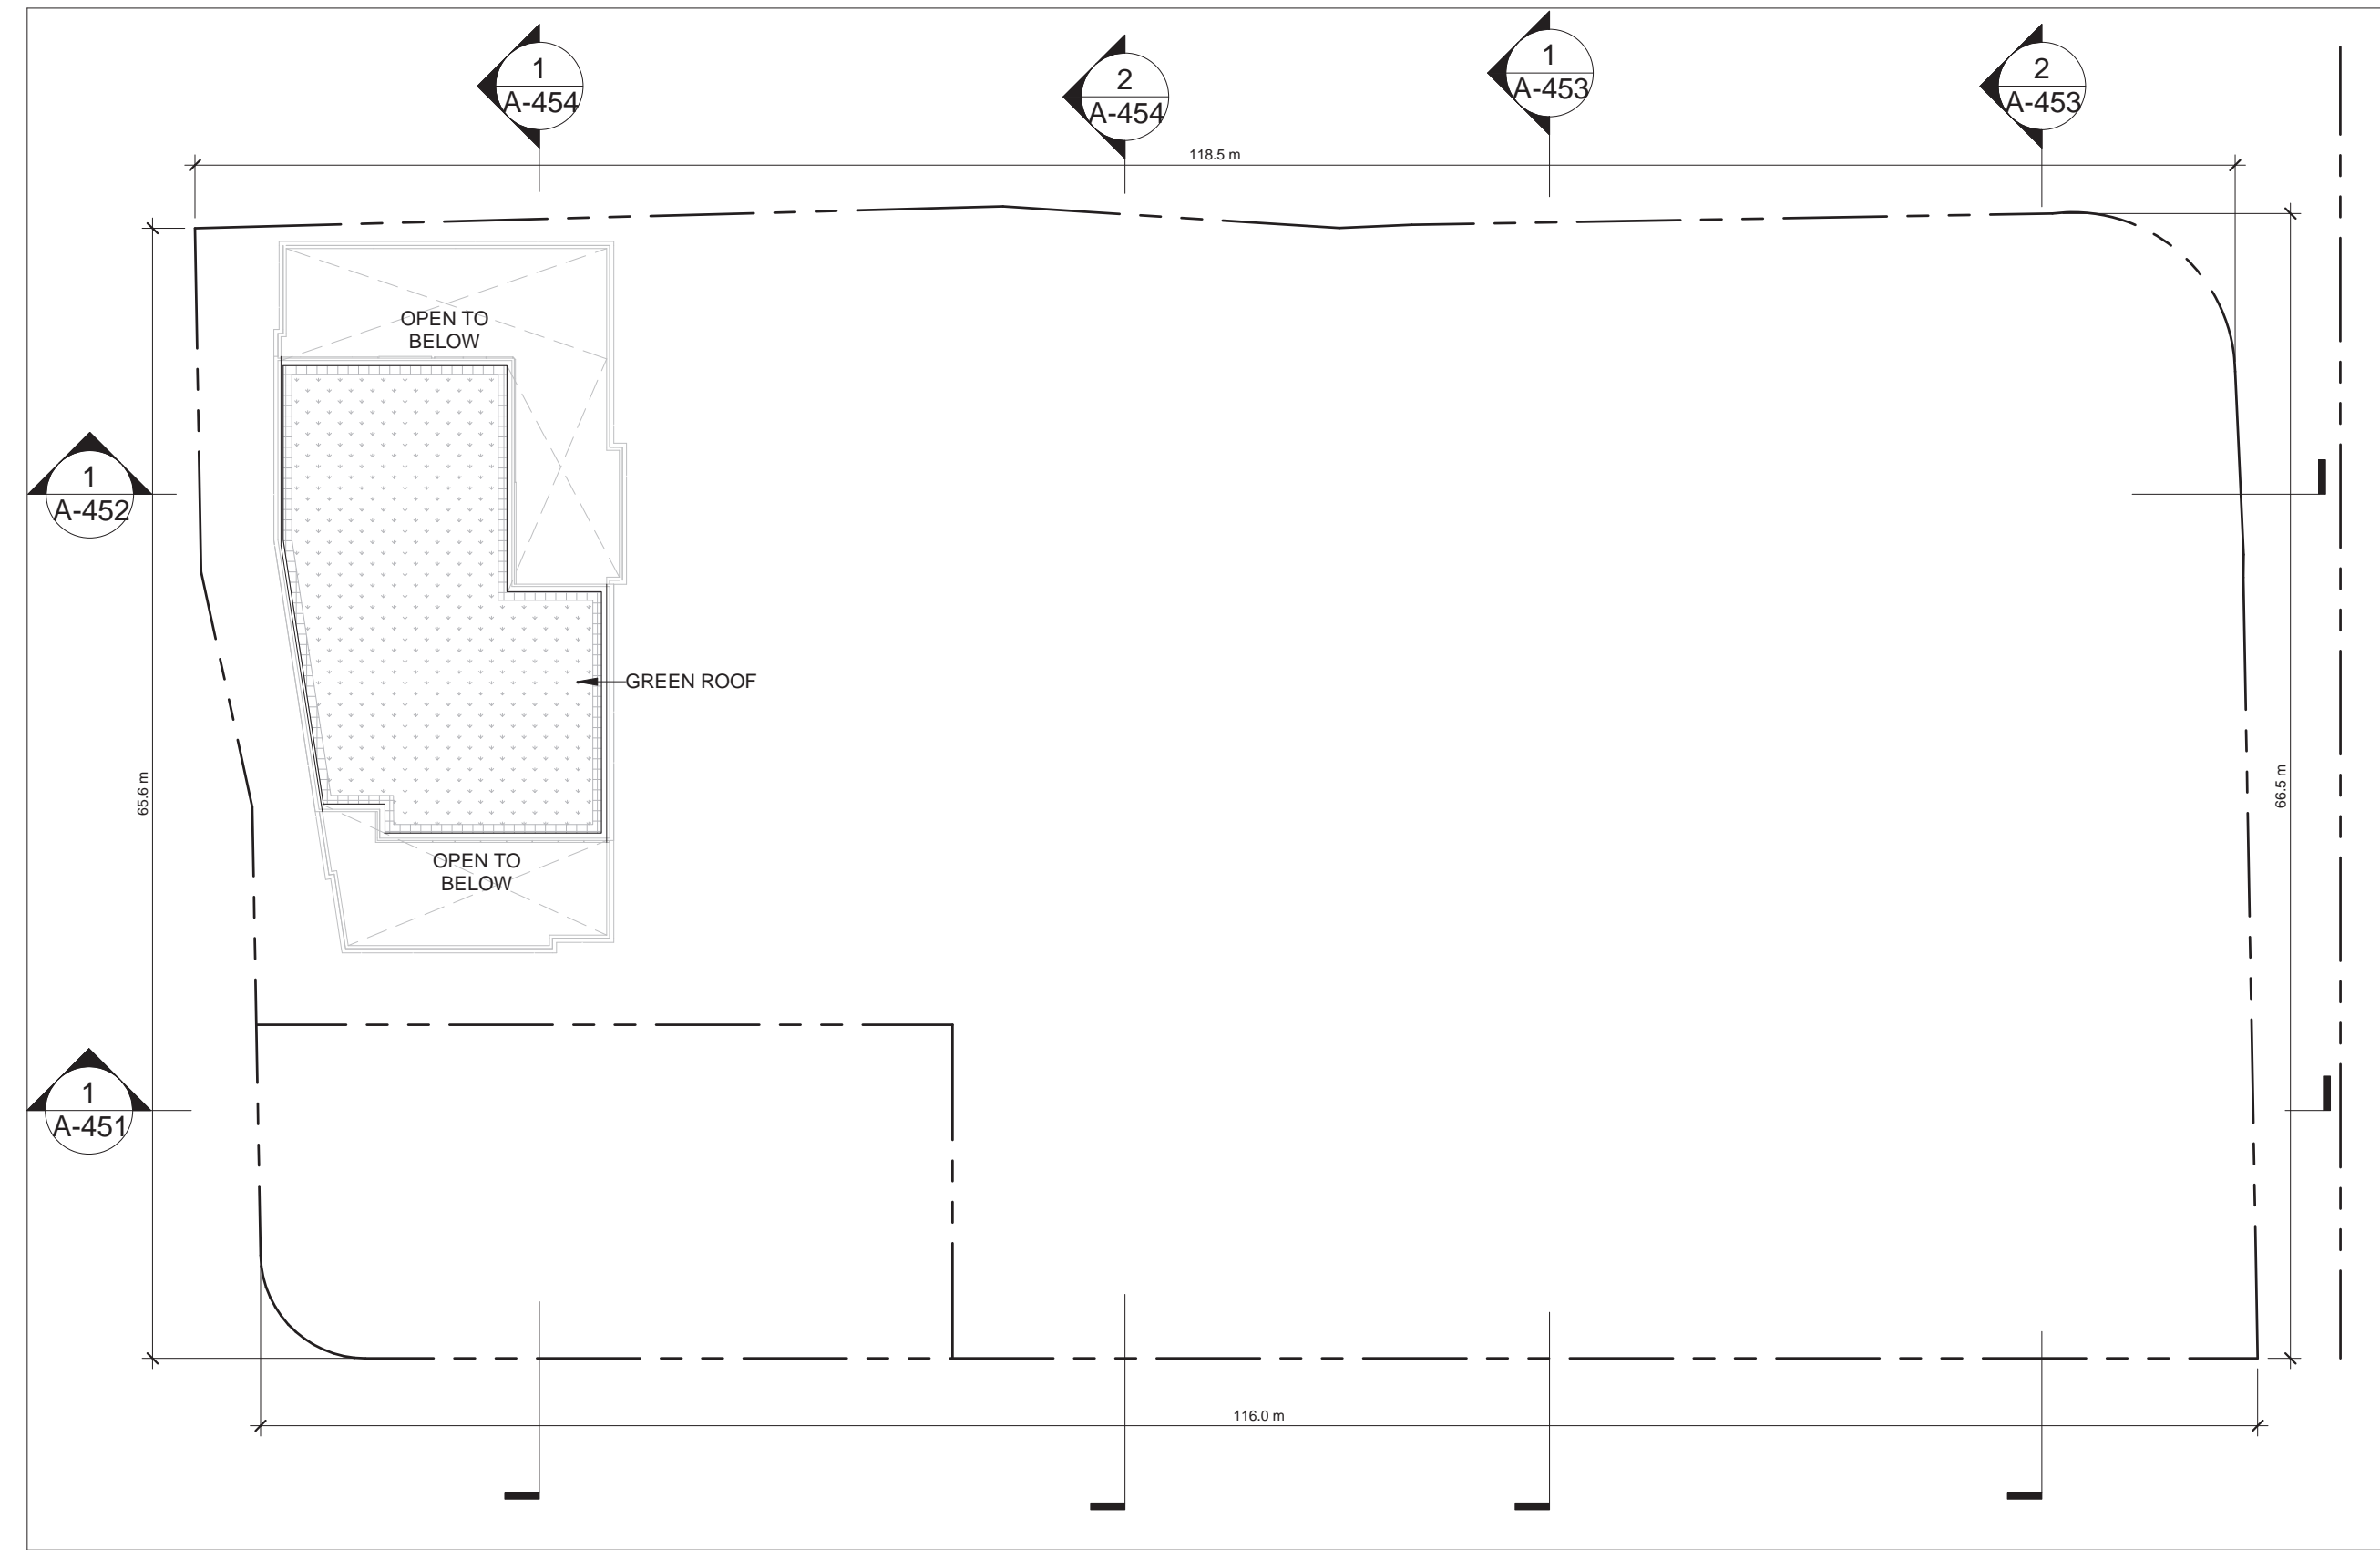 1
A-454
2
A-454
1
A-453
2
A-453
118.5 m
OPEN TO
BELOW
1
A-452
GREEN ROOF
65.6 m
66.5 m
OPEN TO
BELOW
1
A-451
116.0 m